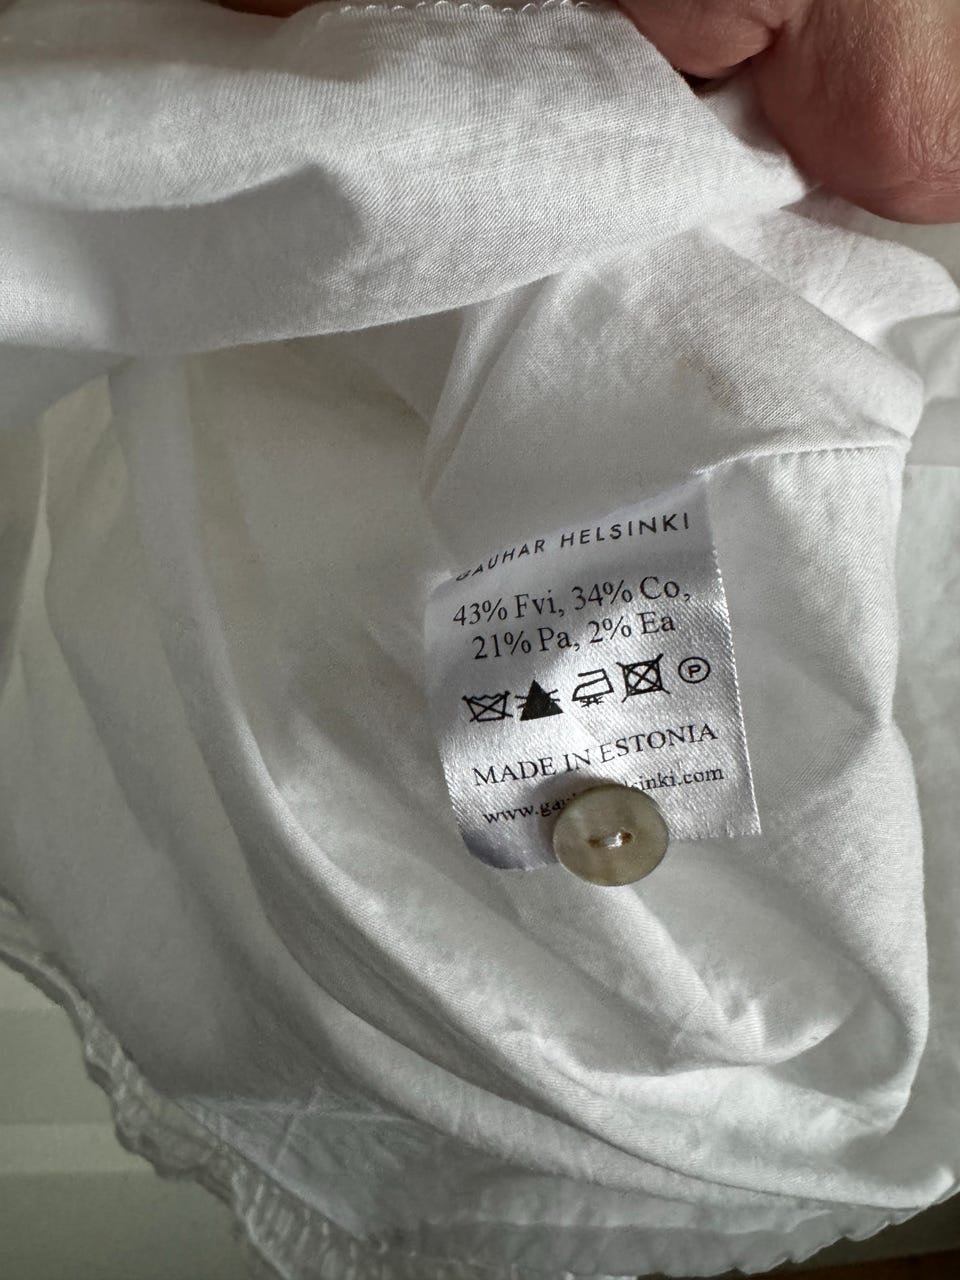 GAUHAR HELSINKI
43% Fvi, 34% Co,
21% Pa, 2% Ea
P
MADE IN ESTONIA